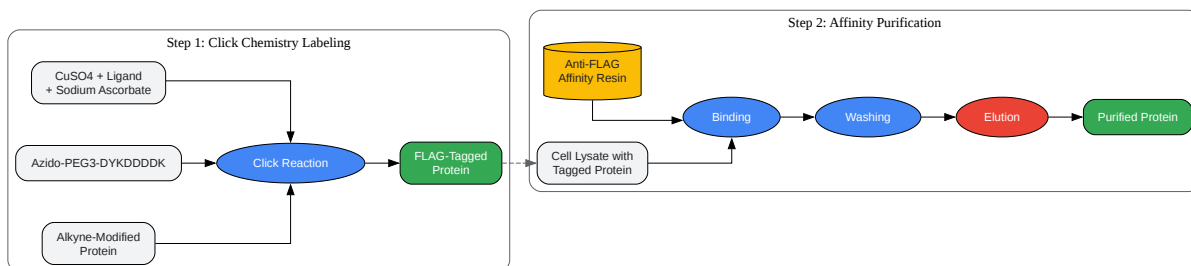 Step 1: Click Chemistry Labeling
CuSO4 + Ligand
+ Sodium Ascorbate
Azido-PEG3-DYKDDDDK
Click Reaction
FLAG-Tagged
Protein
Alkyne-Modified
Protein
Step 2: Affinity Purification
Anti-FLAG
Affinity Resin
Binding
Washing
Elution
Purified Protein
Cell Lysate with
Tagged Protein